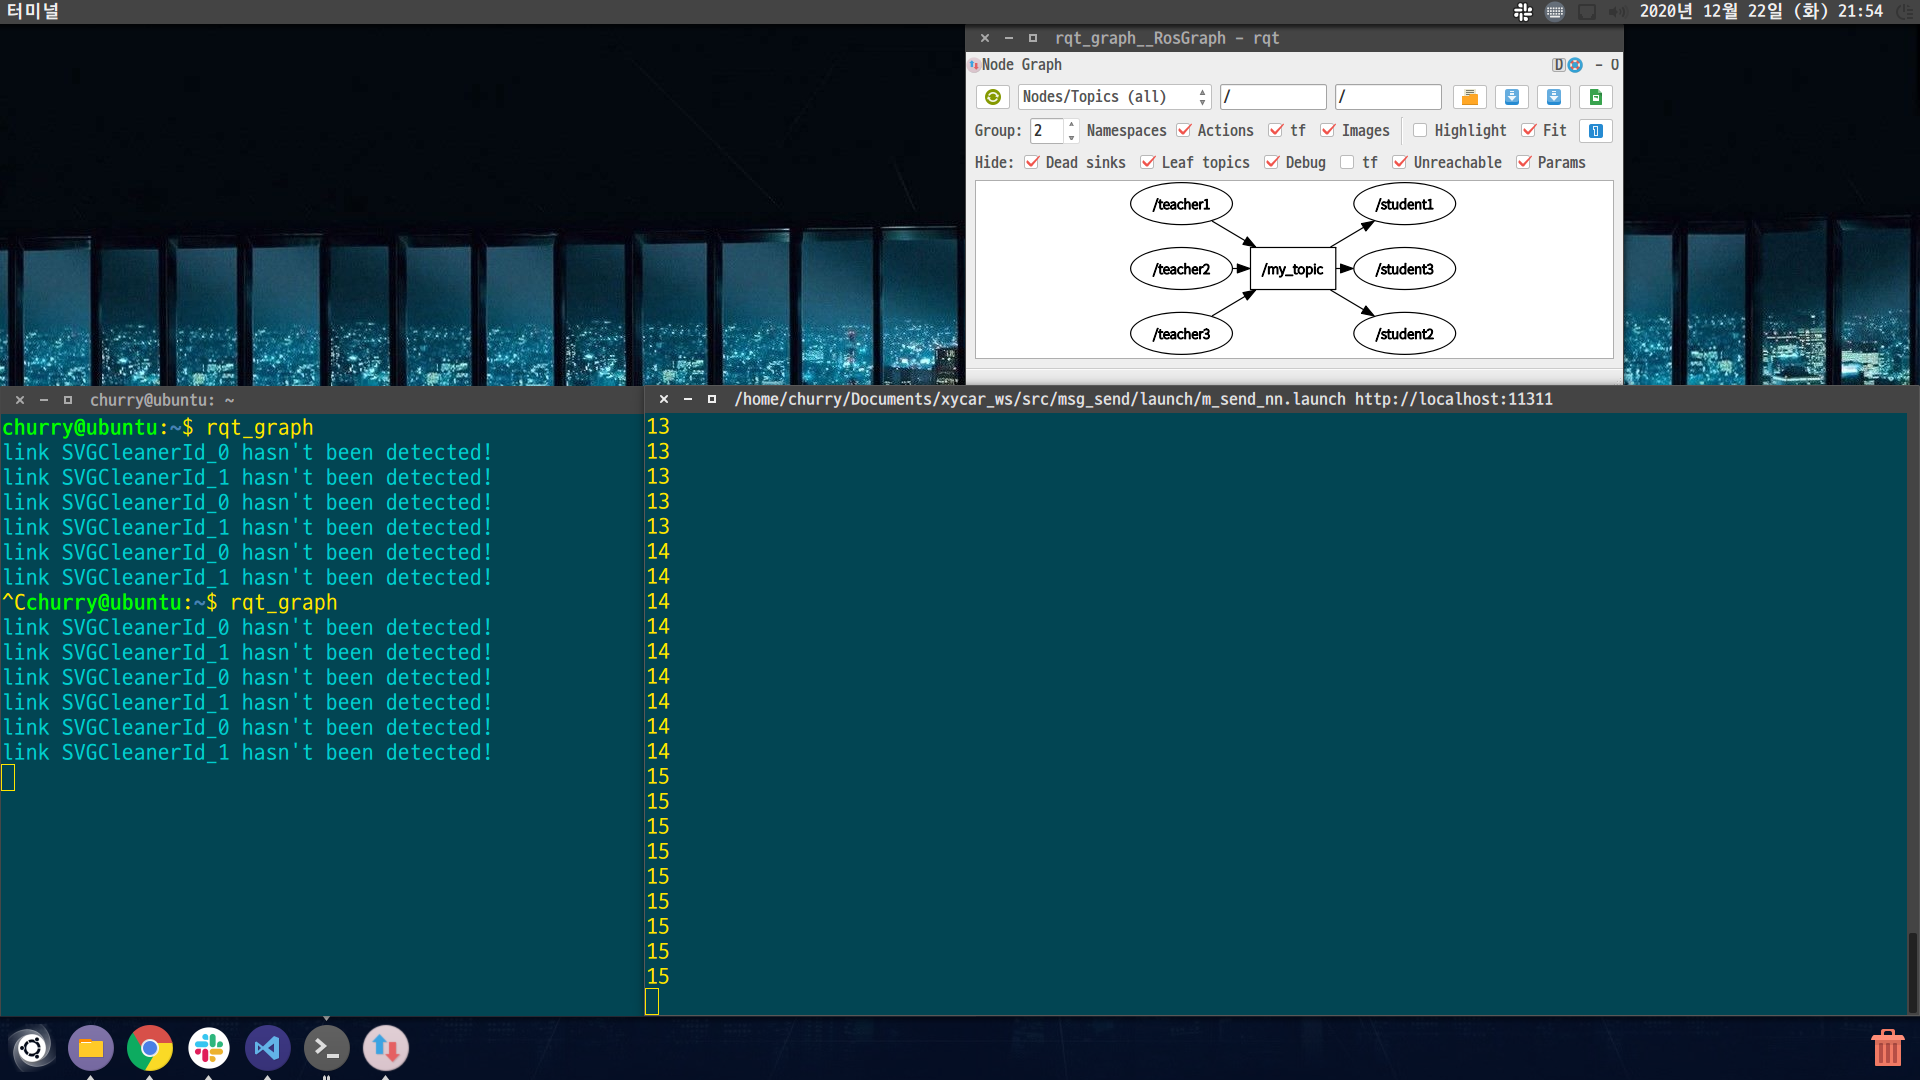 터미널
2020년 12월 22일 (화) 21:54
rqt_graph__RosGraph - rqt
Node Graph
D
- O
Nodes/Topics (all)
/
/
Group: 2 Namespaces Actions tf Images Highlight Fit
Hide: Dead sinks Leaf topics Debug tf Unreachable Params
/teacher1
/student1
/teacher2
/my_topic
/student3
/teacher3
/student2
churry@ubuntu: ~
churry@ubuntu:~$ rqt_graph
link SVGCleanerId_0 hasn't been detected!
link SVGCleanerId_1 hasn't been detected!
link SVGCleanerId_0 hasn't been detected!
link SVGCleanerId_1 hasn't been detected!
link SVGCleanerId_0 hasn't been detected!
link SVGCleanerId_1 hasn't been detected!
^Cchurry@ubuntu:~$ rqt_graph
link SVGCleanerId_0 hasn't been detected!
link SVGCleanerId_1 hasn't been detected!
link SVGCleanerId_0 hasn't been detected!
link SVGCleanerId_1 hasn't been detected!
link SVGCleanerId_0 hasn't been detected!
link SVGCleanerId_1 hasn't been detected!
/home/churry/Documents/xycar_ws/src/msg_send/launch/m_send_nn.launch http://localhost:11311
13
13
13
13
13
14
14
14
14
14
14
14
14
14
15
15
15
15
15
15
15
15
15